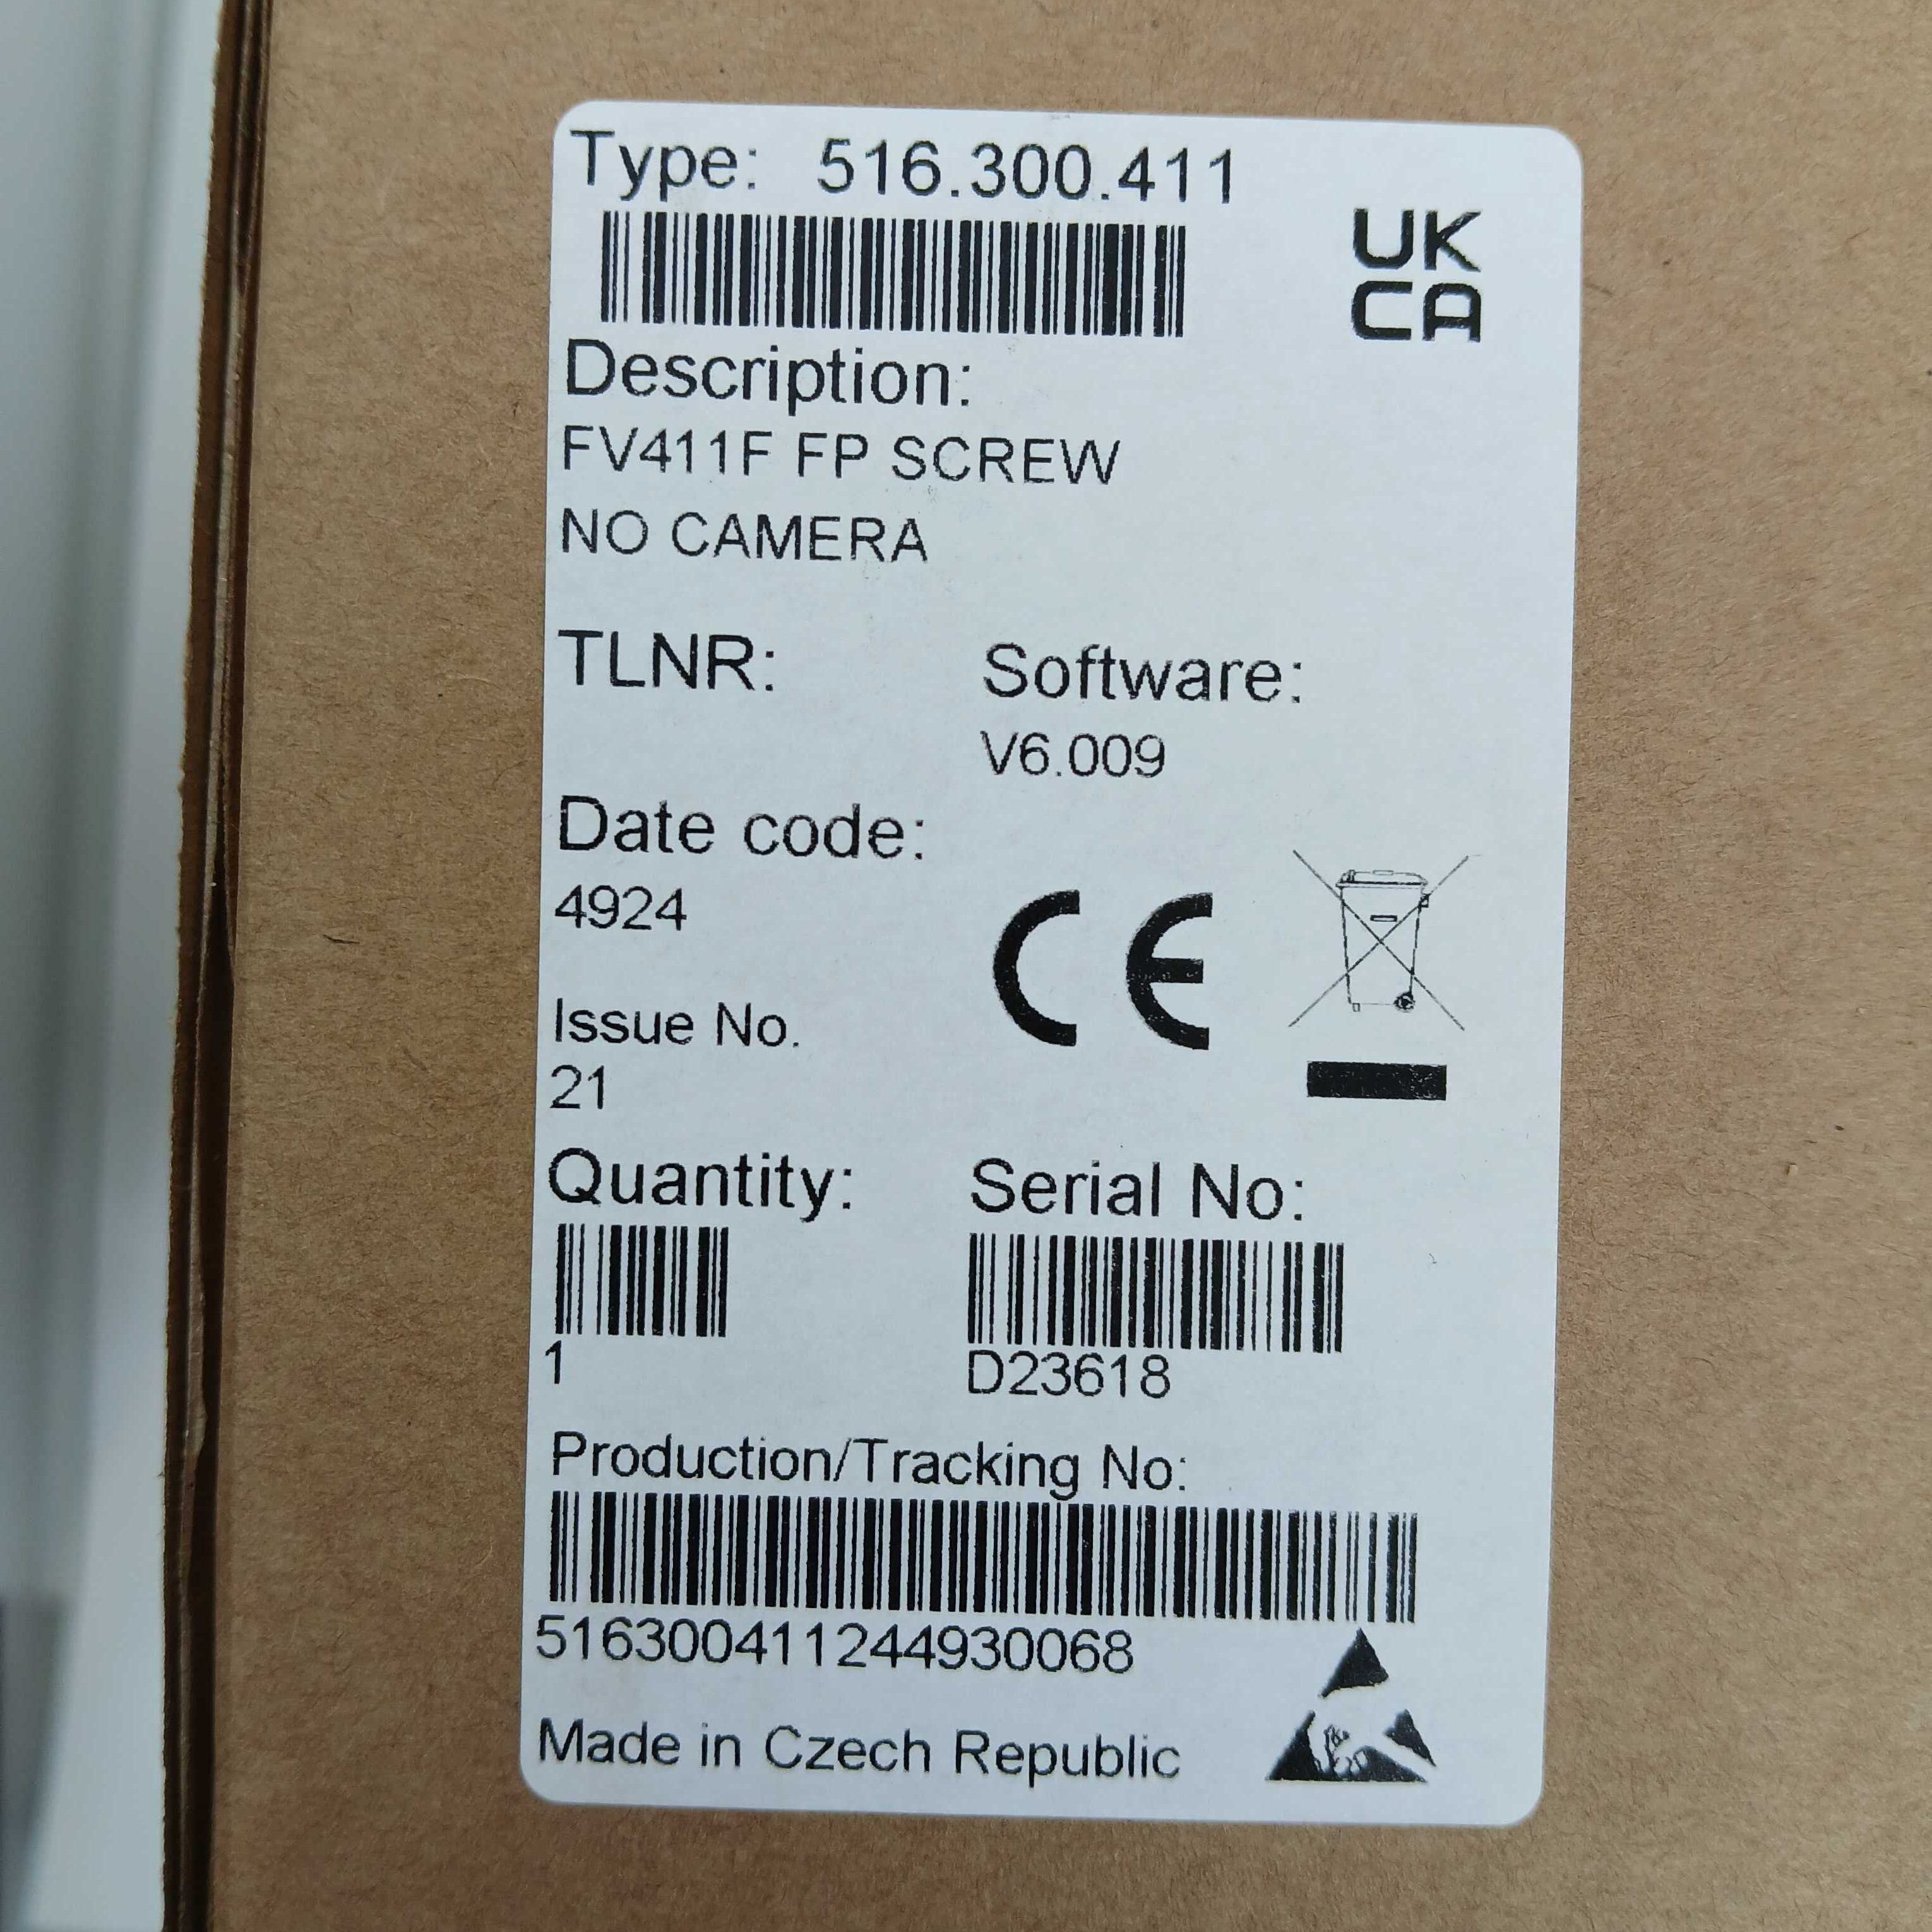 Type: 516.300.411
UK
CA
Description:
FV411F FP SCREW
NO CAMERA
TLNR: Software:
V6.009
Date code:
4924
CE
Issue No.
21
Quantity: Serial No:
1 D23618
Production/Tracking No:
516300411244930068
Made in Czech Republic